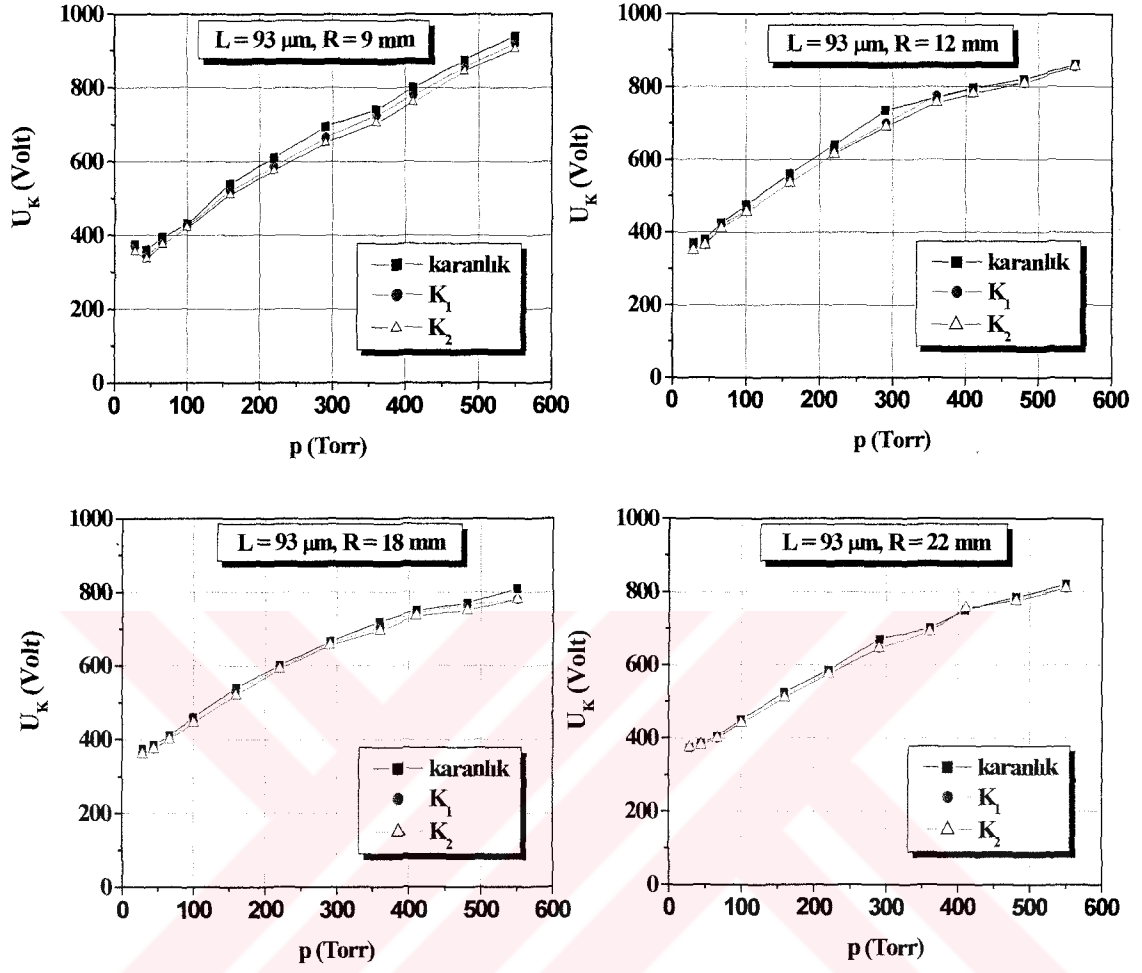 L = 93 μm, R = 9 mm
1000
800
600
400
200
0
U_K (Volt)
karanlık
K_1
K_2
0 100 200 300 400 500 600
p (Torr)
L = 93 μm, R = 12 mm
1000
800
600
400
200
0
U_K (Volt)
karanlık
K_1
K_2
0 100 200 300 400 500 600
p (Torr)
L = 93 μm, R = 18 mm
1000
800
600
400
200
0
U_K (Volt)
karanlık
K_1
K_2
0 100 200 300 400 500 600
p (Torr)
L = 93 μm, R = 22 mm
1000
800
600
400
200
0
U_K (Volt)
karanlık
K_1
K_2
0 100 200 300 400 500 600
p (Torr)